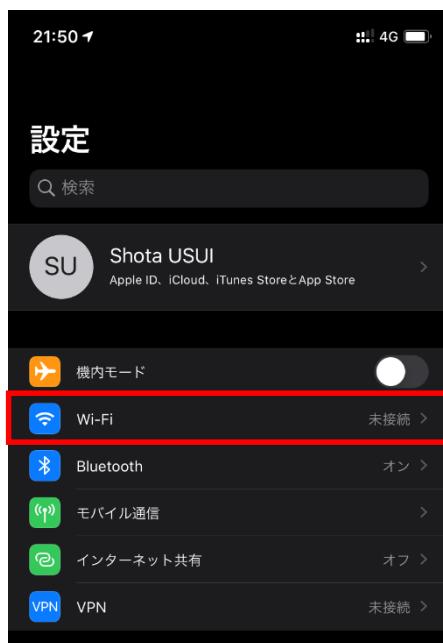 21:50 4G
設定
検索
SU
Shota USUI
Apple ID、iCloud、iTunes StoreとApp Store
機内モード
Wi-Fi 未接続
Bluetooth オン
モバイル通信
インターネット共有 オフ
VPN VPN 未接続